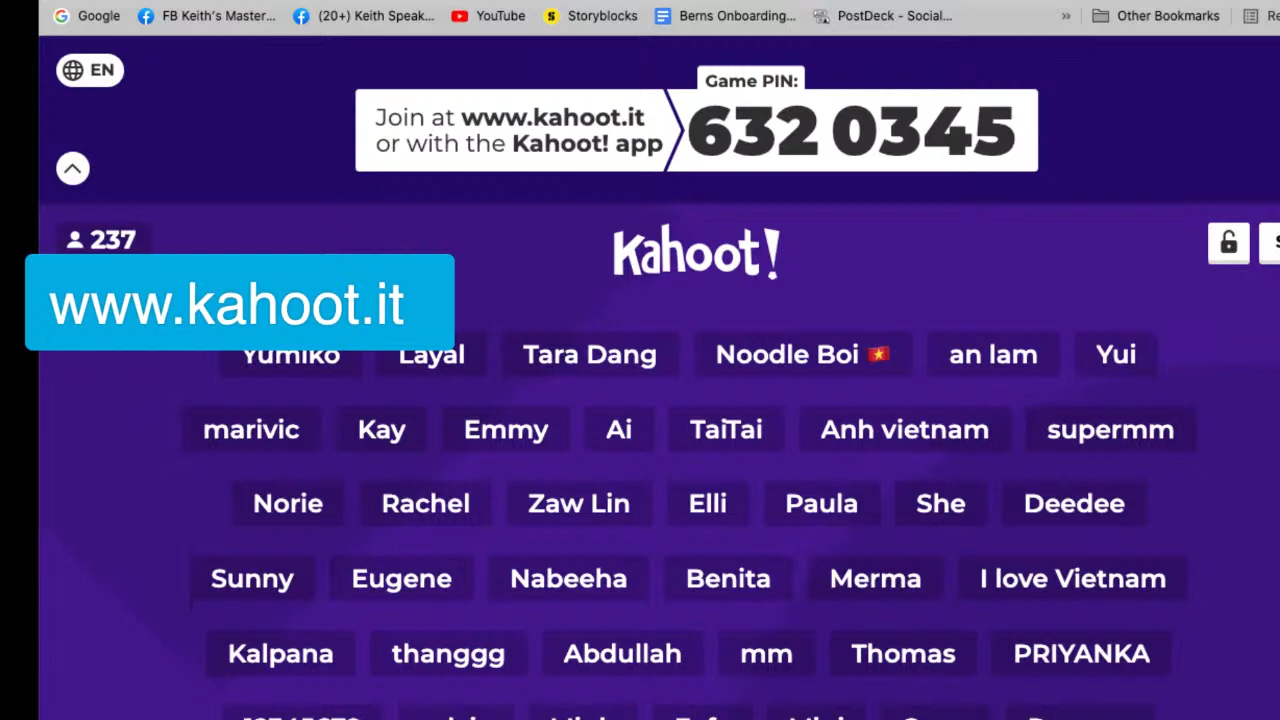 Google FB Keith's Master... (20+) Keith Speak... YouTube Storyblocks Berns Onboarding... PostDeck - Social... » Other Bookmarks
EN
Game PIN:
Join at www.kahoot.it
or with the Kahoot! app
632 0345
237
Kahoot!
www.kahoot.it
Yumiko Layal Tara Dang Noodle Boi 🇻🇳 an lam Yui
marivic Kay Emmy Ai TaiTai Anh vietnam supermm
Norie Rachel Zaw Lin Elli Paula She Deedee
Sunny Eugene Nabeeha Benita Merma I love Vietnam
Kalpana thanggg Abdullah mm Thomas PRIYANKA